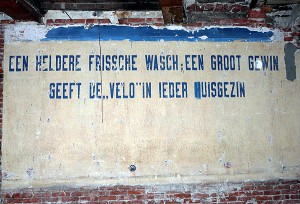 EEN HELDERE FRISSCHE WASCH, EEN GROOT GEWIN
GEEFT DE „VELO" IN IEDER HUISGEZIN